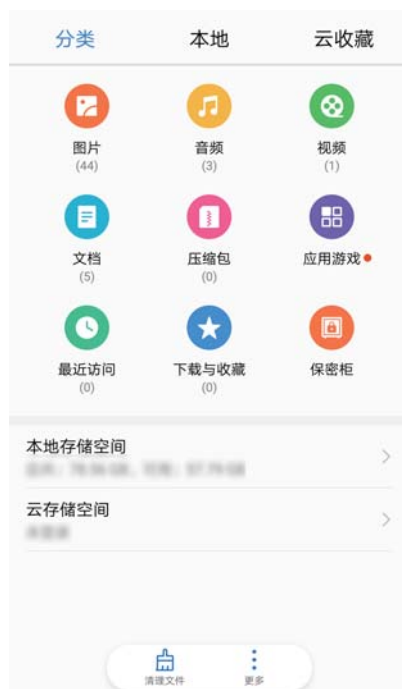 分类 本地 云收藏
图片 音频 视频
(44) (3) (1)
文档 压缩包 应用游戏
(5) (0)
最近访问 下载与收藏 保密柜
(0) (0)
本地存储空间
云存储空间
清理文件 更多